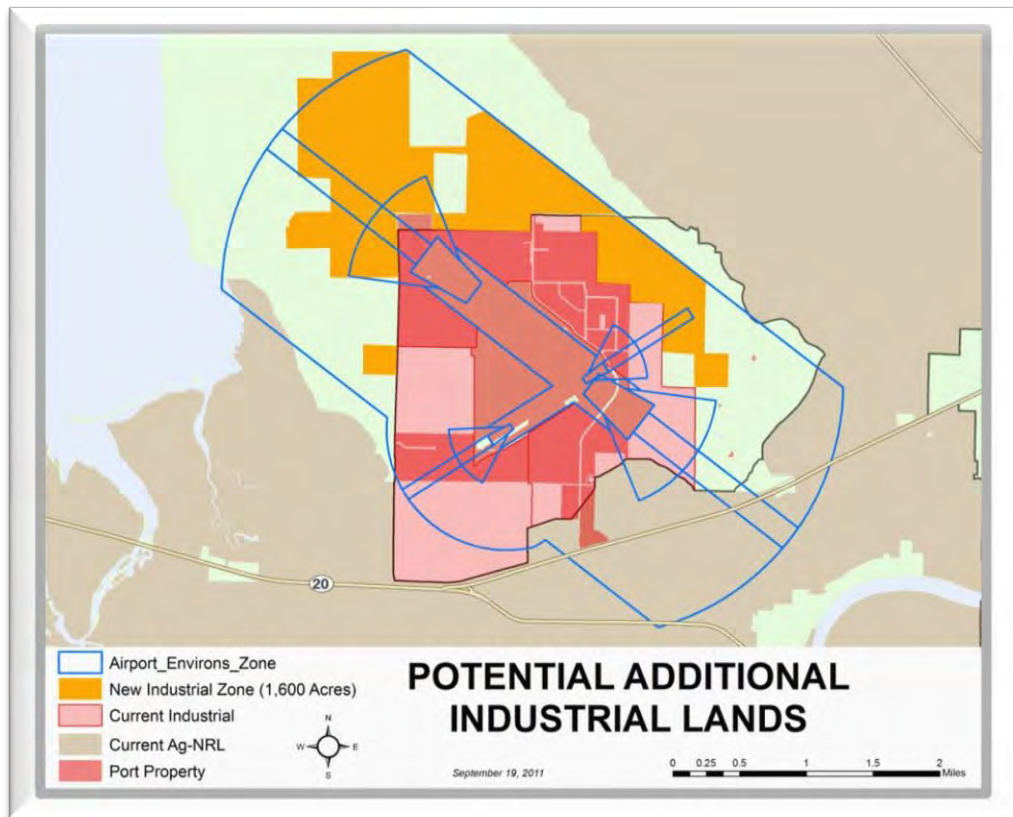 20
Airport_Environs_Zone
New Industrial Zone (1,600 Acres)
Current Industrial
Current Ag-NRL
Port Property
N
W E
S
POTENTIAL ADDITIONAL
INDUSTRIAL LANDS
September 19, 2011
0 0.25 0.5 1 1.5 2
Miles